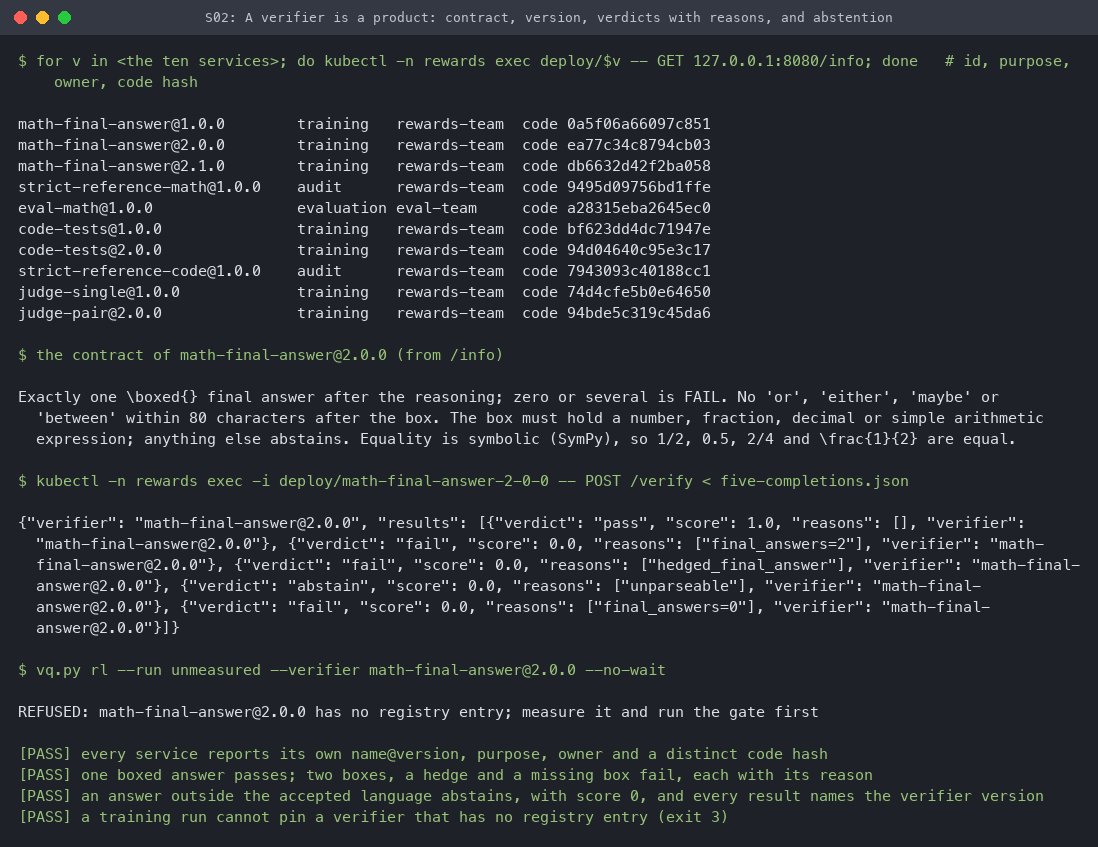 S02: A verifier is a product: contract, version, verdicts with reasons, and abstention
$ for v in <the ten services>; do kubectl -n rewards exec deploy/$v -- GET 127.0.0.1:8080/info; done   # id, purpose,
owner, code hash
math-final-answer@1.0.0        training   rewards-team  code 0a5f06a66097c851
math-final-answer@2.0.0        training   rewards-team  code ea77c34c8794cb03
math-final-answer@2.1.0        training   rewards-team  code db6632d42f2ba058
strict-reference-math@1.0.0    audit      rewards-team  code 9495d09756bd1ffe
eval-math@1.0.0                evaluation eval-team     code a28315eba2645ec0
code-tests@1.0.0               training   rewards-team  code bf623dd4dc71947e
code-tests@2.0.0               training   rewards-team  code 94d04640c95e3c17
strict-reference-code@1.0.0    audit      rewards-team  code 7943093c40188cc1
judge-single@1.0.0             training   rewards-team  code 74d4cfe5b0e64650
judge-pair@2.0.0               training   rewards-team  code 94bde5c319c45da6
$ the contract of math-final-answer@2.0.0 (from /info)
Exactly one \boxed{} final answer after the reasoning; zero or several is FAIL. No 'or', 'either', 'maybe' or
'between' within 80 characters after the box. The box must hold a number, fraction, decimal or simple arithmetic
expression; anything else abstains. Equality is symbolic (SymPy), so 1/2, 0.5, 2/4 and \frac{1}{2} are equal.
$ kubectl -n rewards exec -i deploy/math-final-answer-2-0-0 -- POST /verify < five-completions.json
{"verifier": "math-final-answer@2.0.0", "results": [{"verdict": "pass", "score": 1.0, "reasons": [], "verifier":
"math-final-answer@2.0.0"}, {"verdict": "fail", "score": 0.0, "reasons": ["final_answers=2"], "verifier": "math-
final-answer@2.0.0"}, {"verdict": "fail", "score": 0.0, "reasons": ["hedged_final_answer"], "verifier": "math-final-
answer@2.0.0"}, {"verdict": "abstain", "score": 0.0, "reasons": ["unparseable"], "verifier": "math-final-
answer@2.0.0"}, {"verdict": "fail", "score": 0.0, "reasons": ["final_answers=0"], "verifier": "math-final-
answer@2.0.0"}]}
$ vq.py rl --run unmeasured --verifier math-final-answer@2.0.0 --no-wait
REFUSED: math-final-answer@2.0.0 has no registry entry; measure it and run the gate first
[PASS] every service reports its own name@version, purpose, owner and a distinct code hash
[PASS] one boxed answer passes; two boxes, a hedge and a missing box fail, each with its reason
[PASS] an answer outside the accepted language abstains, with score 0, and every result names the verifier version
[PASS] a training run cannot pin a verifier that has no registry entry (exit 3)